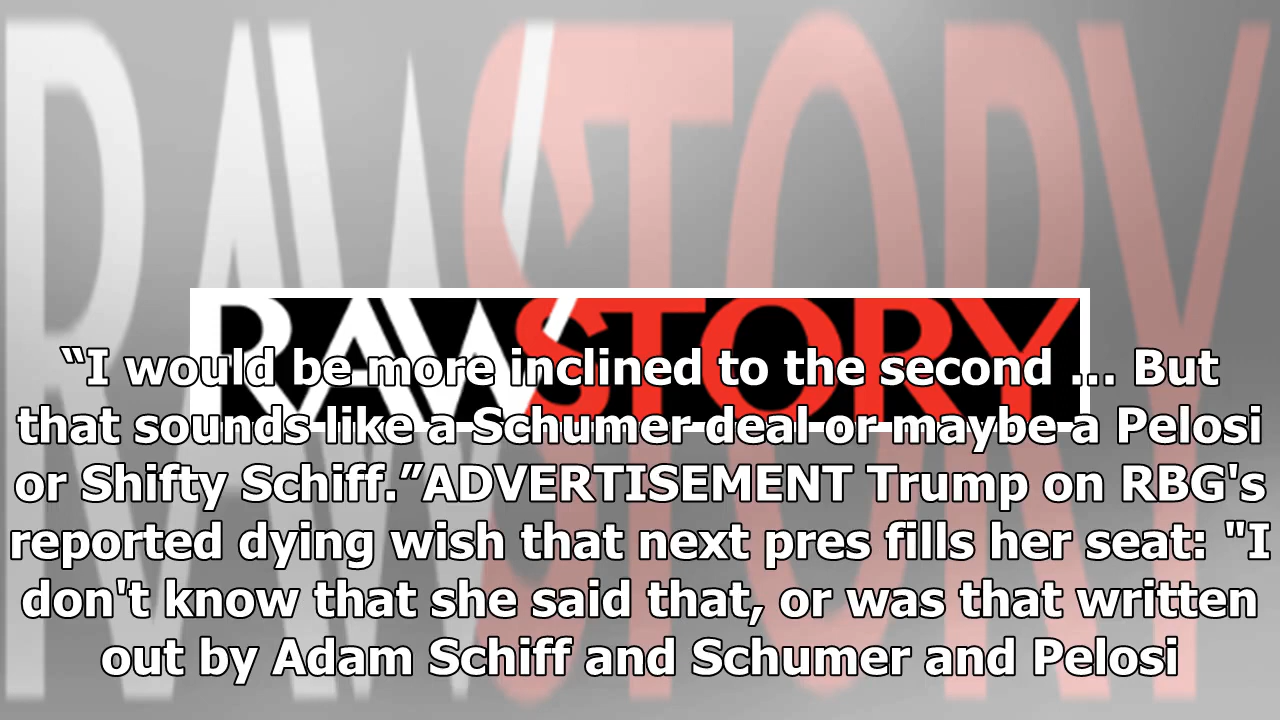 RAWSTORY
RAWSTORY
“I would be more inclined to the second ... But
that sounds like a Schumer deal or maybe a Pelosi
or Shifty Schiff.”ADVERTISEMENT Trump on RBG's
reported dying wish that next pres fills her seat: "I
don't know that she said that, or was that written
out by Adam Schiff and Schumer and Pelosi